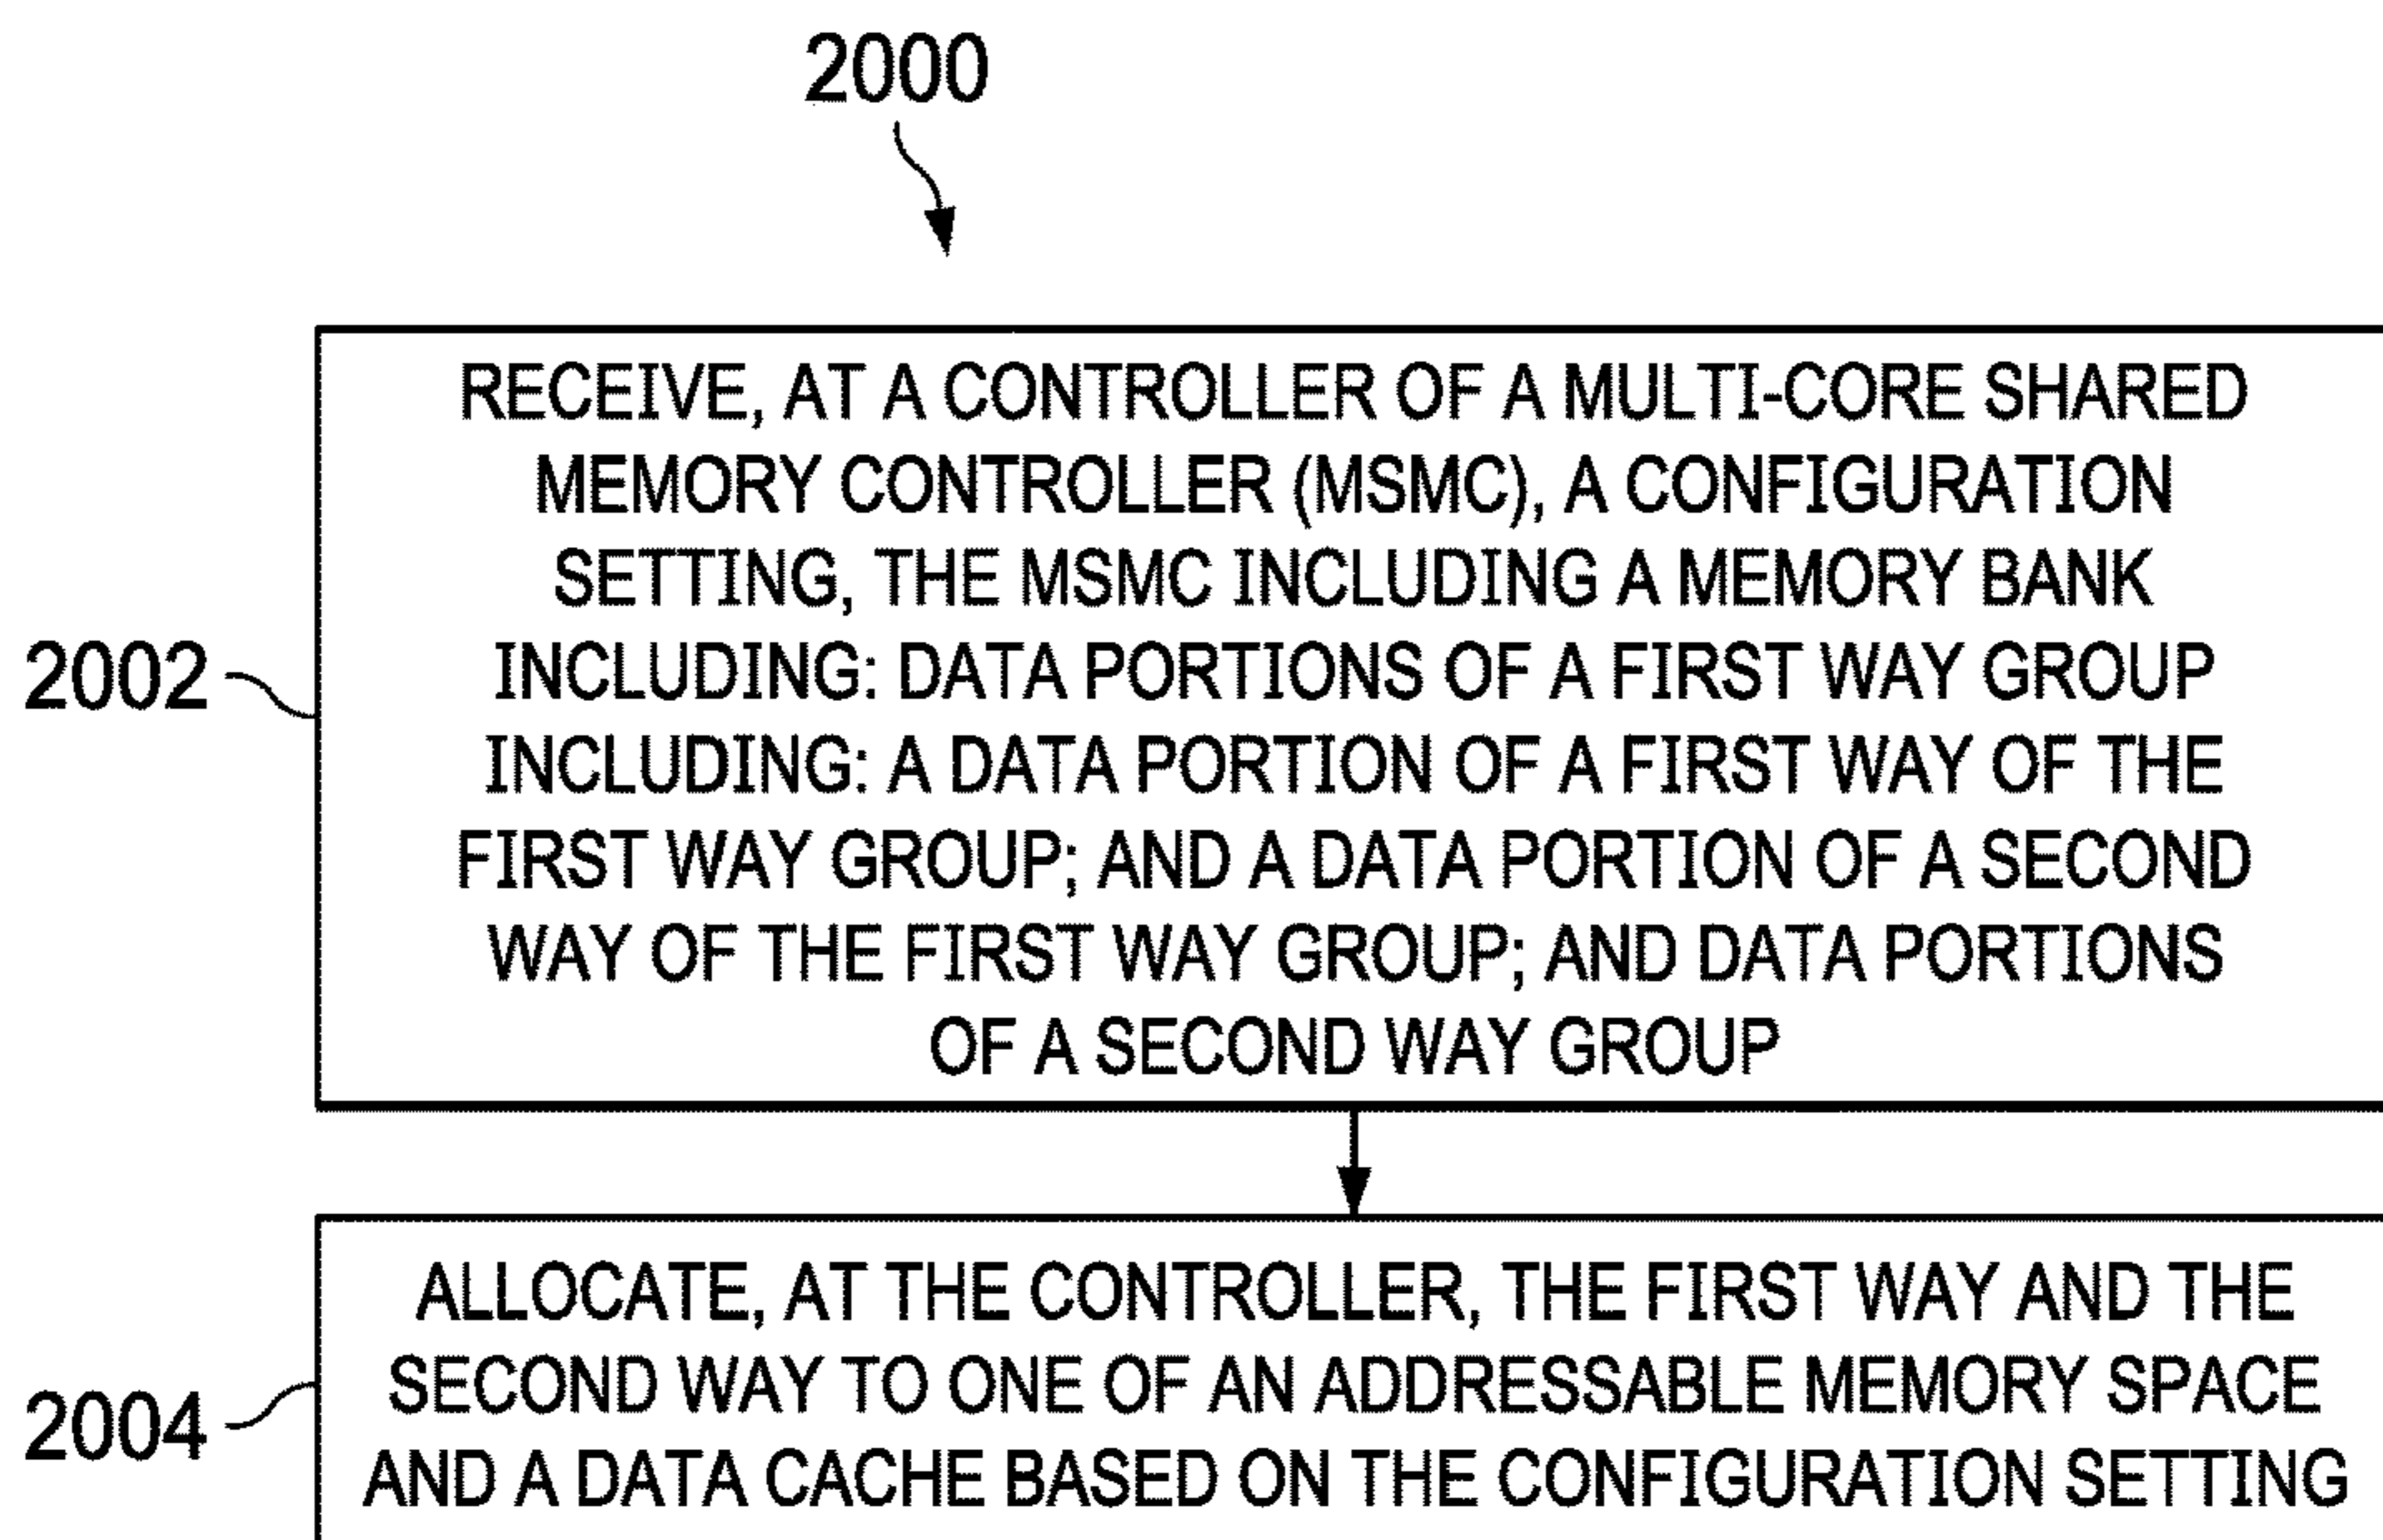 2000
RECEIVE, AT A CONTROLLER OF A MULTI-CORE SHARED
MEMORY CONTROLLER (MSMC), A CONFIGURATION
SETTING, THE MSMC INCLUDING A MEMORY BANK
INCLUDING: DATA PORTIONS OF A FIRST WAY GROUP
INCLUDING: A DATA PORTION OF A FIRST WAY OF THE
FIRST WAY GROUP; AND A DATA PORTION OF A SECOND
WAY OF THE FIRST WAY GROUP; AND DATA PORTIONS
OF A SECOND WAY GROUP
2002
ALLOCATE, AT THE CONTROLLER, THE FIRST WAY AND THE
SECOND WAY TO ONE OF AN ADDRESSABLE MEMORY SPACE
AND A DATA CACHE BASED ON THE CONFIGURATION SETTING
2004